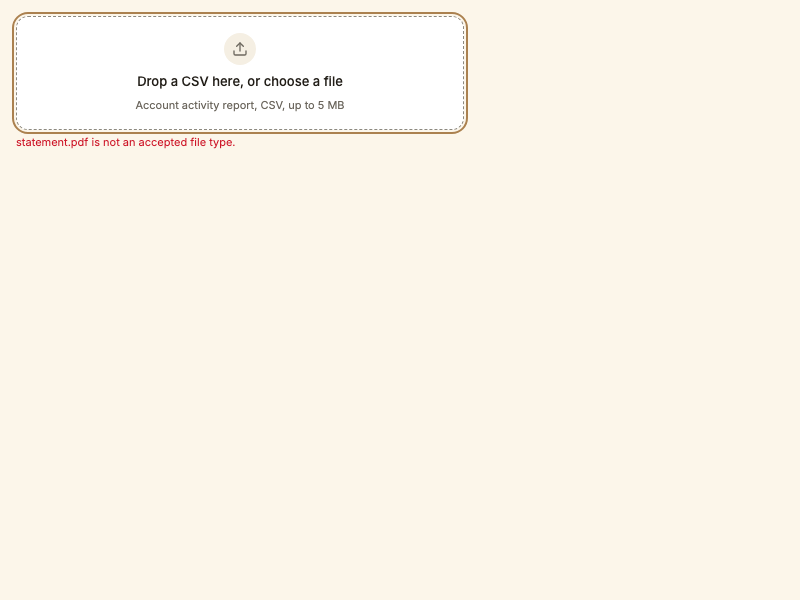 Drop a CSV here, or choose a file
Account activity report, CSV, up to 5 MB
statement.pdf is not an accepted file type.